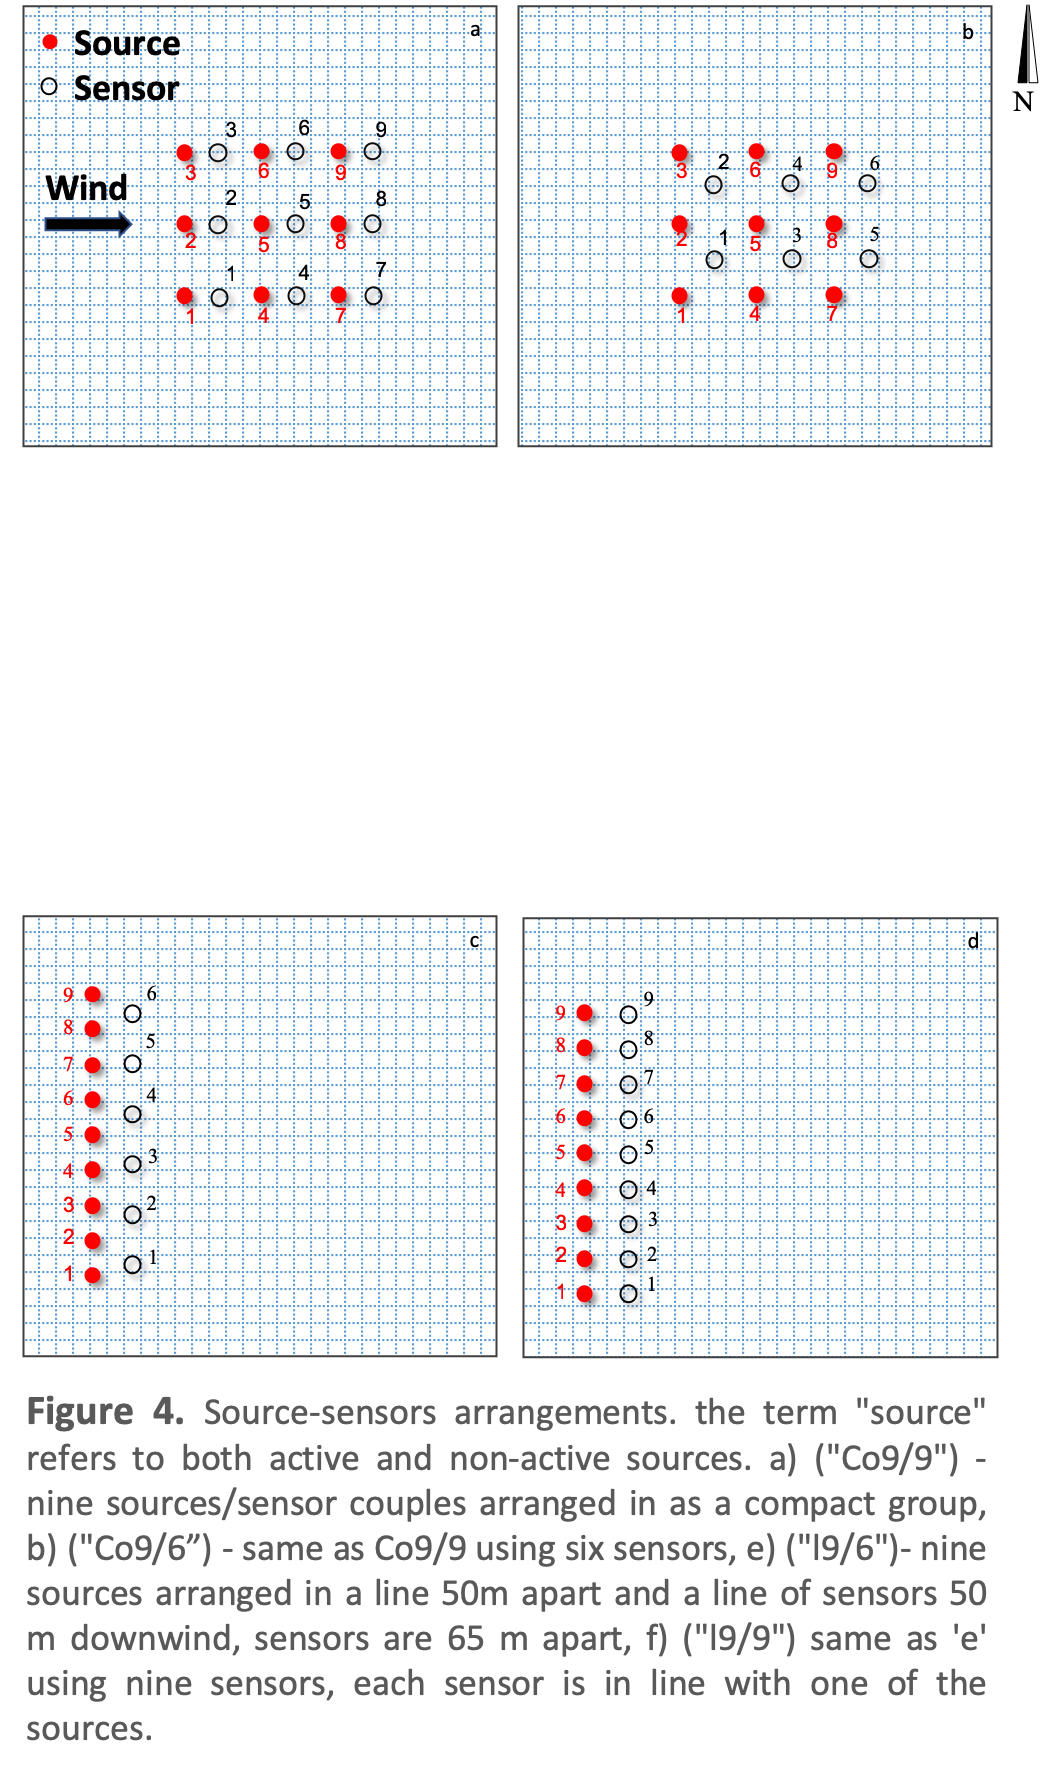 a
b
Source
Sensor
N
3 6 9
3 6 9
Wind
2 5 8
2 5 8
1 4 7
1 4 7
2 4 6
3 6 9
1 3 5
2 5 8
1 4 7
c
d
9 6
8 5
7
6 4
5
4 3
3 2
2
1 1
9 9
8 8
7 7
6 6
5 5
4 4
3 3
2 2
1 1
Figure 4. Source-sensors arrangements. the term "source"
refers to both active and non-active sources. a) ("Co9/9") -
nine sources/sensor couples arranged in as a compact group,
b) ("Co9/6”) - same as Co9/9 using six sensors, e) ("l9/6")- nine
sources arranged in a line 50m apart and a line of sensors 50
m downwind, sensors are 65 m apart, f) ("l9/9") same as 'e'
using nine sensors, each sensor is in line with one of the
sources.